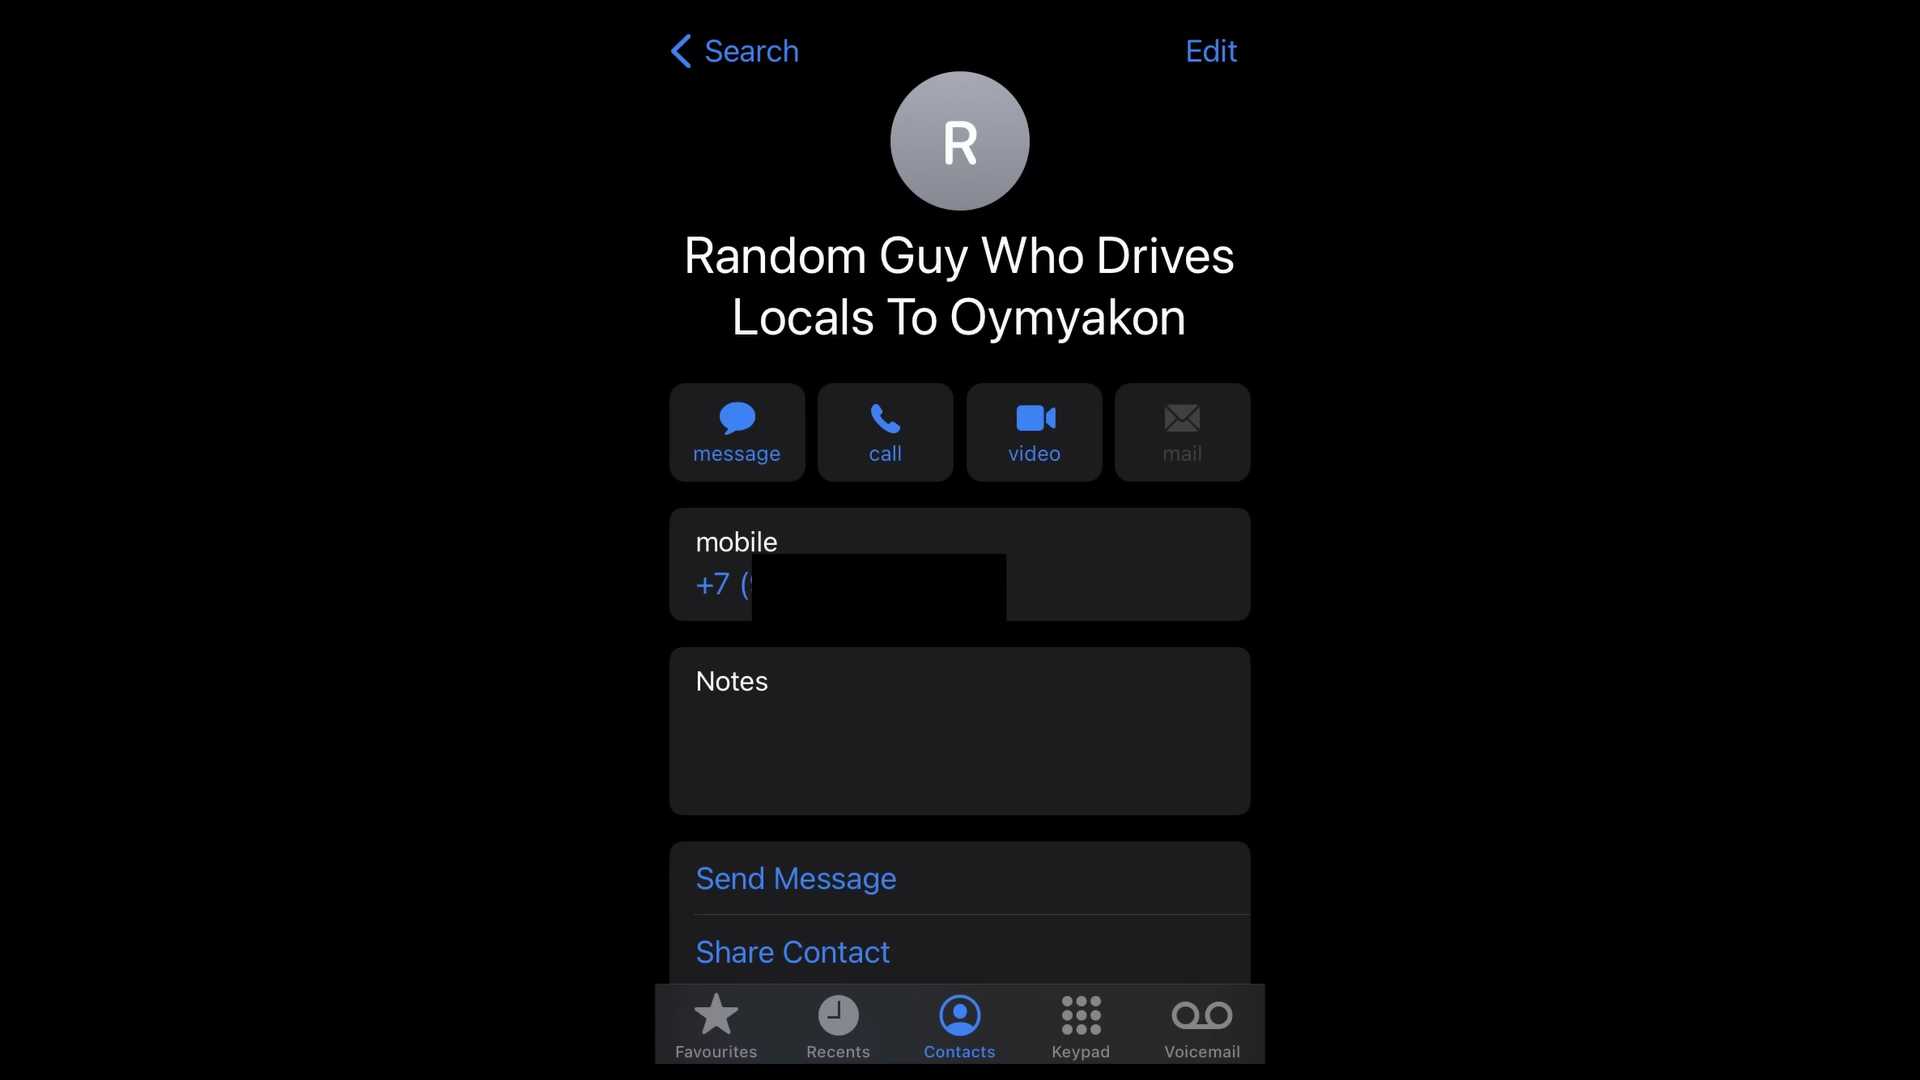 Search
Edit
R
Random Guy Who Drives
Locals To Oymyakon
message
call
video
mail
mobile
+7 (
Notes
Send Message
Share Contact
Favourites
Recents
Contacts
Keypad
Voicemail